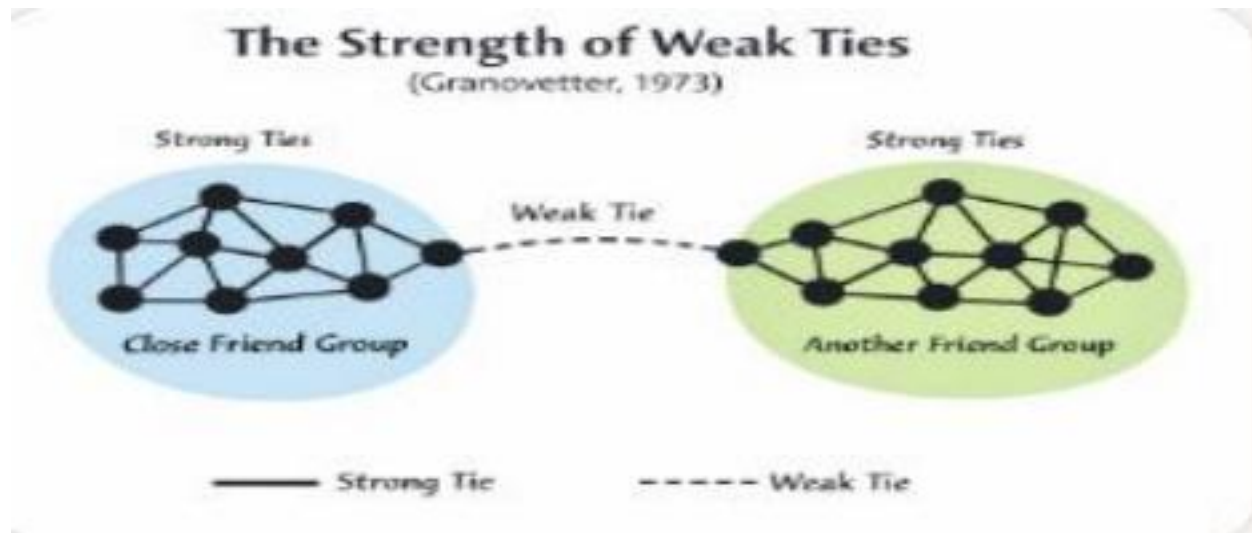 The Strength of Weak Ties
(Granovetter, 1973)
Strong Ties
Strong Ties
Weak Tie
Close Friend Group
Another Friend Group
Strong Tie
Weak Tie